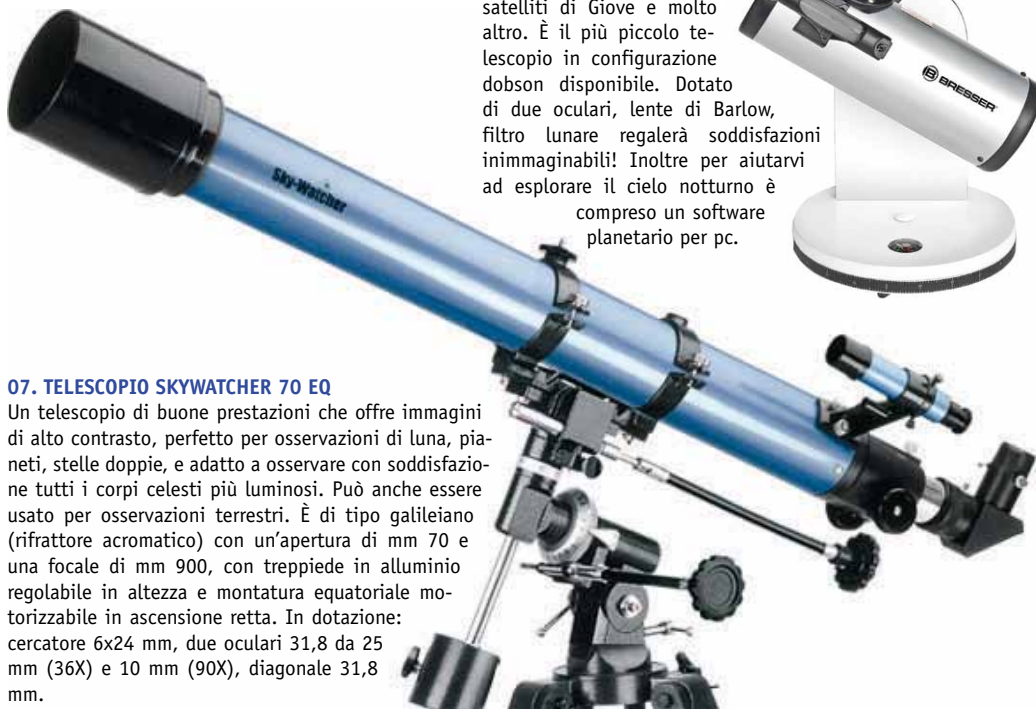 satelliti di Giove e molto
altro. È il più piccolo te-
lescopio in configurazione
dobson disponibile. Dotato
di due oculari, lente di Barlow,
filtro lunare regalerà soddisfazioni
inimmaginabili! Inoltre per aiutarvi
ad esplorare il cielo notturno è
compreso un software
planetario per pc.
B BRESSER
Sky-Watcher
07. TELESCOPIO SKYWATCHER 70 EQ
Un telescopio di buone prestazioni che offre immagini
di alto contrasto, perfetto per osservazioni di luna, pia-
neti, stelle doppie, e adatto a osservare con soddisfazio-
ne tutti i corpi celesti più luminosi. Può anche essere
usato per osservazioni terrestri. È di tipo galileiano
(rifrattore acromatico) con un'apertura di mm 70 e
una focale di mm 900, con treppiede in alluminio
regolabile in altezza e montatura equatoriale mo-
torizzabile in ascensione retta. In dotazione:
cercatore 6x24 mm, due oculari 31,8 da 25
mm (36X) e 10 mm (90X), diagonale 31,8
mm.